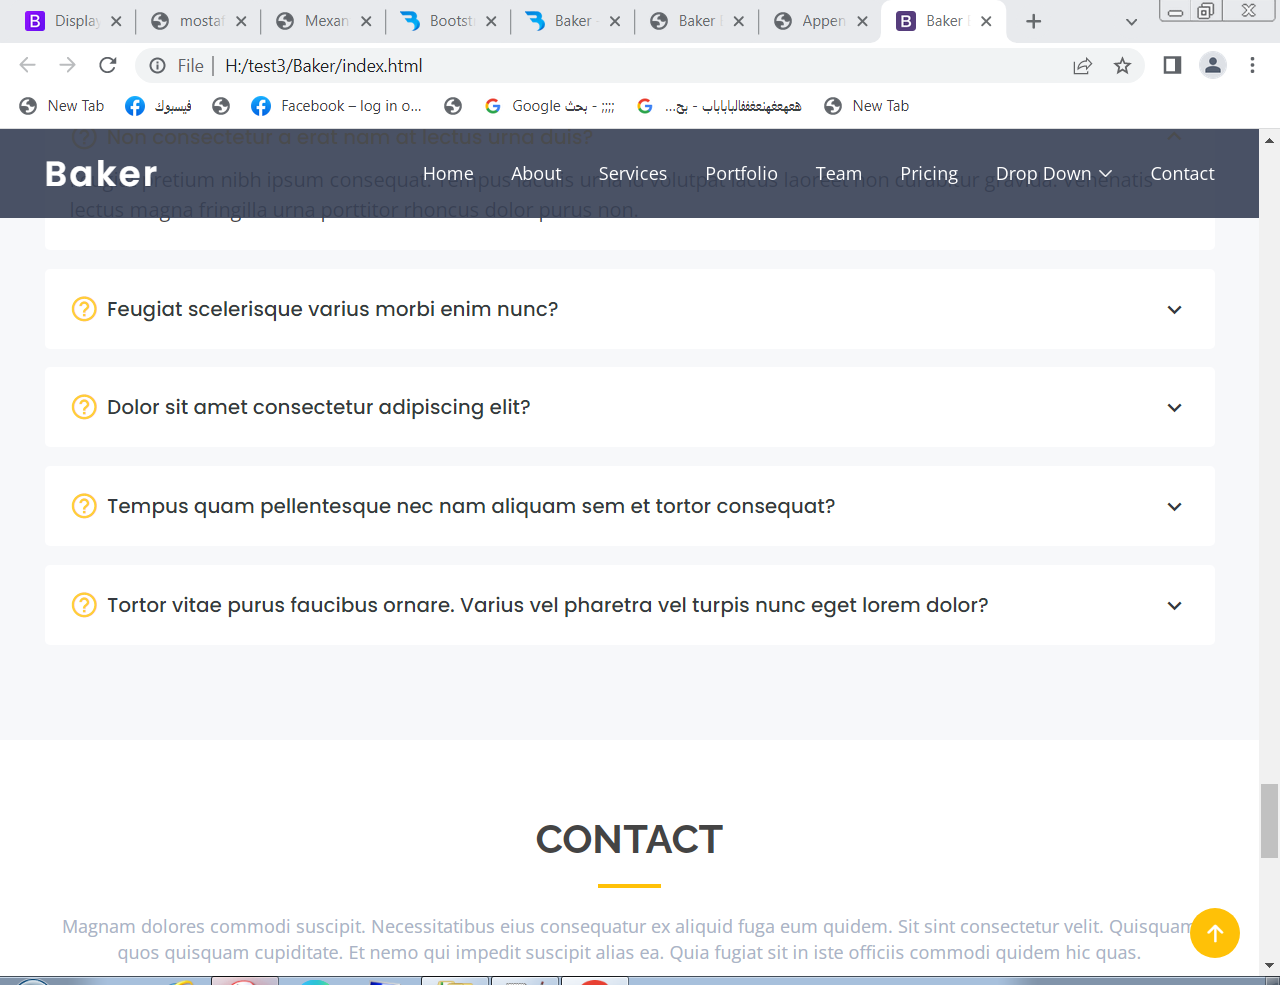 Display
mostaf
Mexan
Bootst
Baker
Baker
Appen
Baker
File | H:/test3/Baker/index.html
New Tab
فيسبوك
Facebook – log in o...
Google بحث - ;;;;
New Tab
Non consectetur a erat nam at lectus urna duis?
Baker
Home About Services Portfolio Team Pricing Drop Down Contact
pretium nibh ipsum consequat. Tempus iaculis urna id volutpat lacus laoreet non curabitur gravida. Venenatis
lectus magna fringilla urna porttitor rhoncus dolor purus non.
Feugiat scelerisque varius morbi enim nunc?
Dolor sit amet consectetur adipiscing elit?
Tempus quam pellentesque nec nam aliquam sem et tortor consequat?
Tortor vitae purus faucibus ornare. Varius vel pharetra vel turpis nunc eget lorem dolor?
CONTACT
Magnam dolores commodi suscipit. Necessitatibus eius consequatur ex aliquid fuga eum quidem. Sit sint consectetur velit. Quisquam
quos quisquam cupiditate. Et nemo qui impedit suscipit alias ea. Quia fugiat sit in iste officiis commodi quidem hic quas.